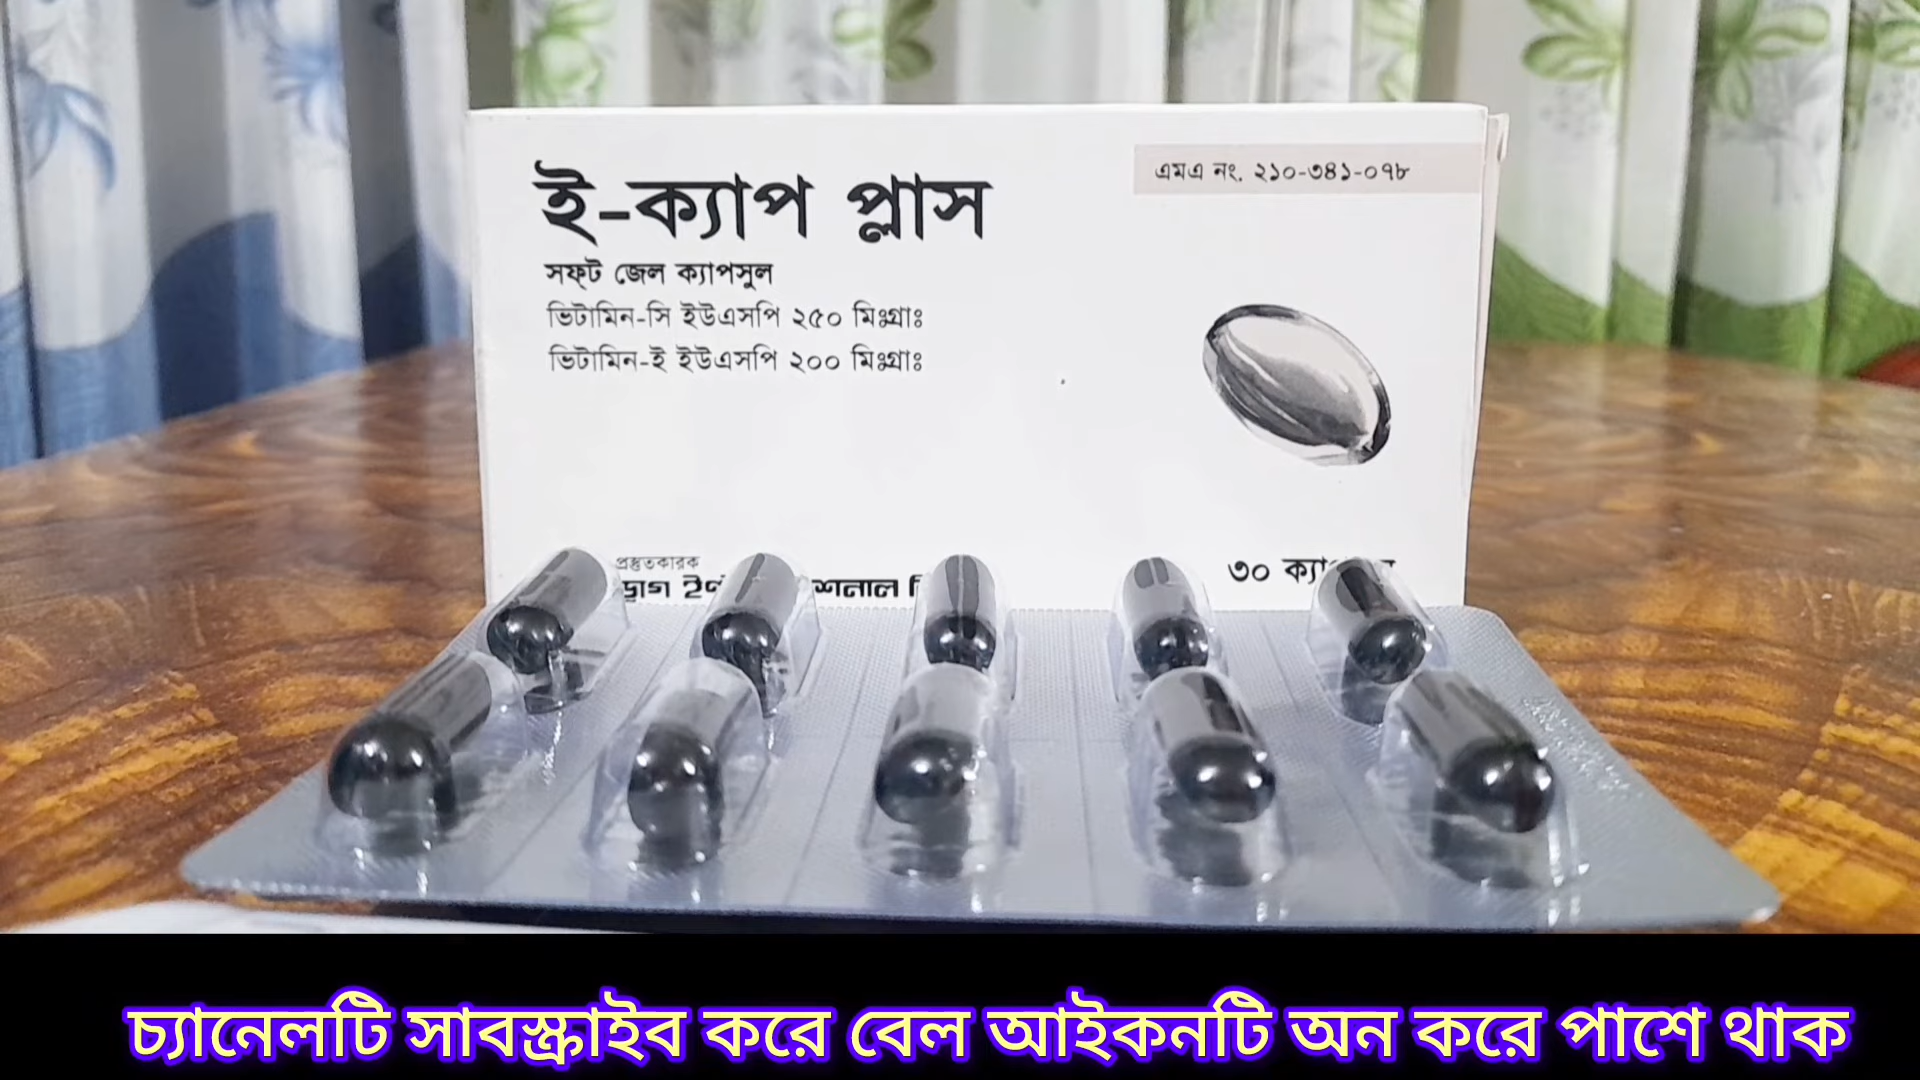 এমএ নং. ২১০-৩৪১-০৭৮
ই-ক্যাপ প্লাস
সফ্‌ট জেল ক্যাপসুল
ভিটামিন-সি ইউএসপি ২৫০ মিঃগ্রাঃ
ভিটামিন-ই ইউএসপি ২০০ মিঃগ্রাঃ
প্রস্তুতকারক
ড্রাগ
৩০
চ্যানেলটি সাবস্ক্রাইব করে বেল আইকনটি অন করে পাশে থাক